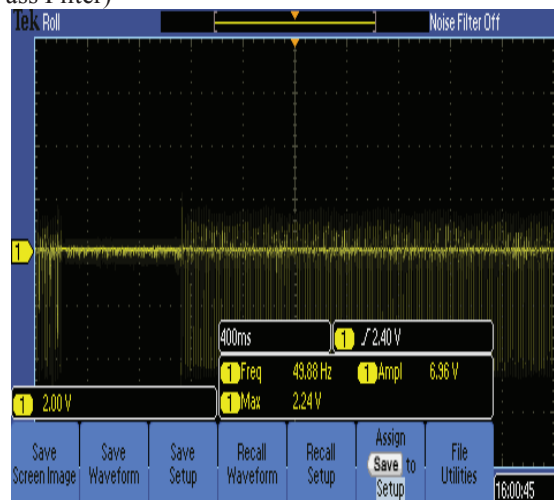 ass Filter)
Tek Roll Noise Filter Off
1
400ms 1 2.40 V
1 Freq 49.88 Hz 1 Ampl 6.96 V
1 2.00 V 1 Max 2.24 V
Save Screen Image
Save Waveform
Save Setup
Recall Waveform
Recall Setup
Assign Save to Setup
File Utilities
16:00:45